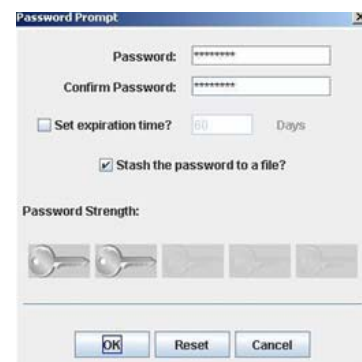 Password Prompt
Password: ********
Confirm Password: ********
Set expiration time? 60 Days
Stash the password to a file?
Password Strength:
OK Reset Cancel